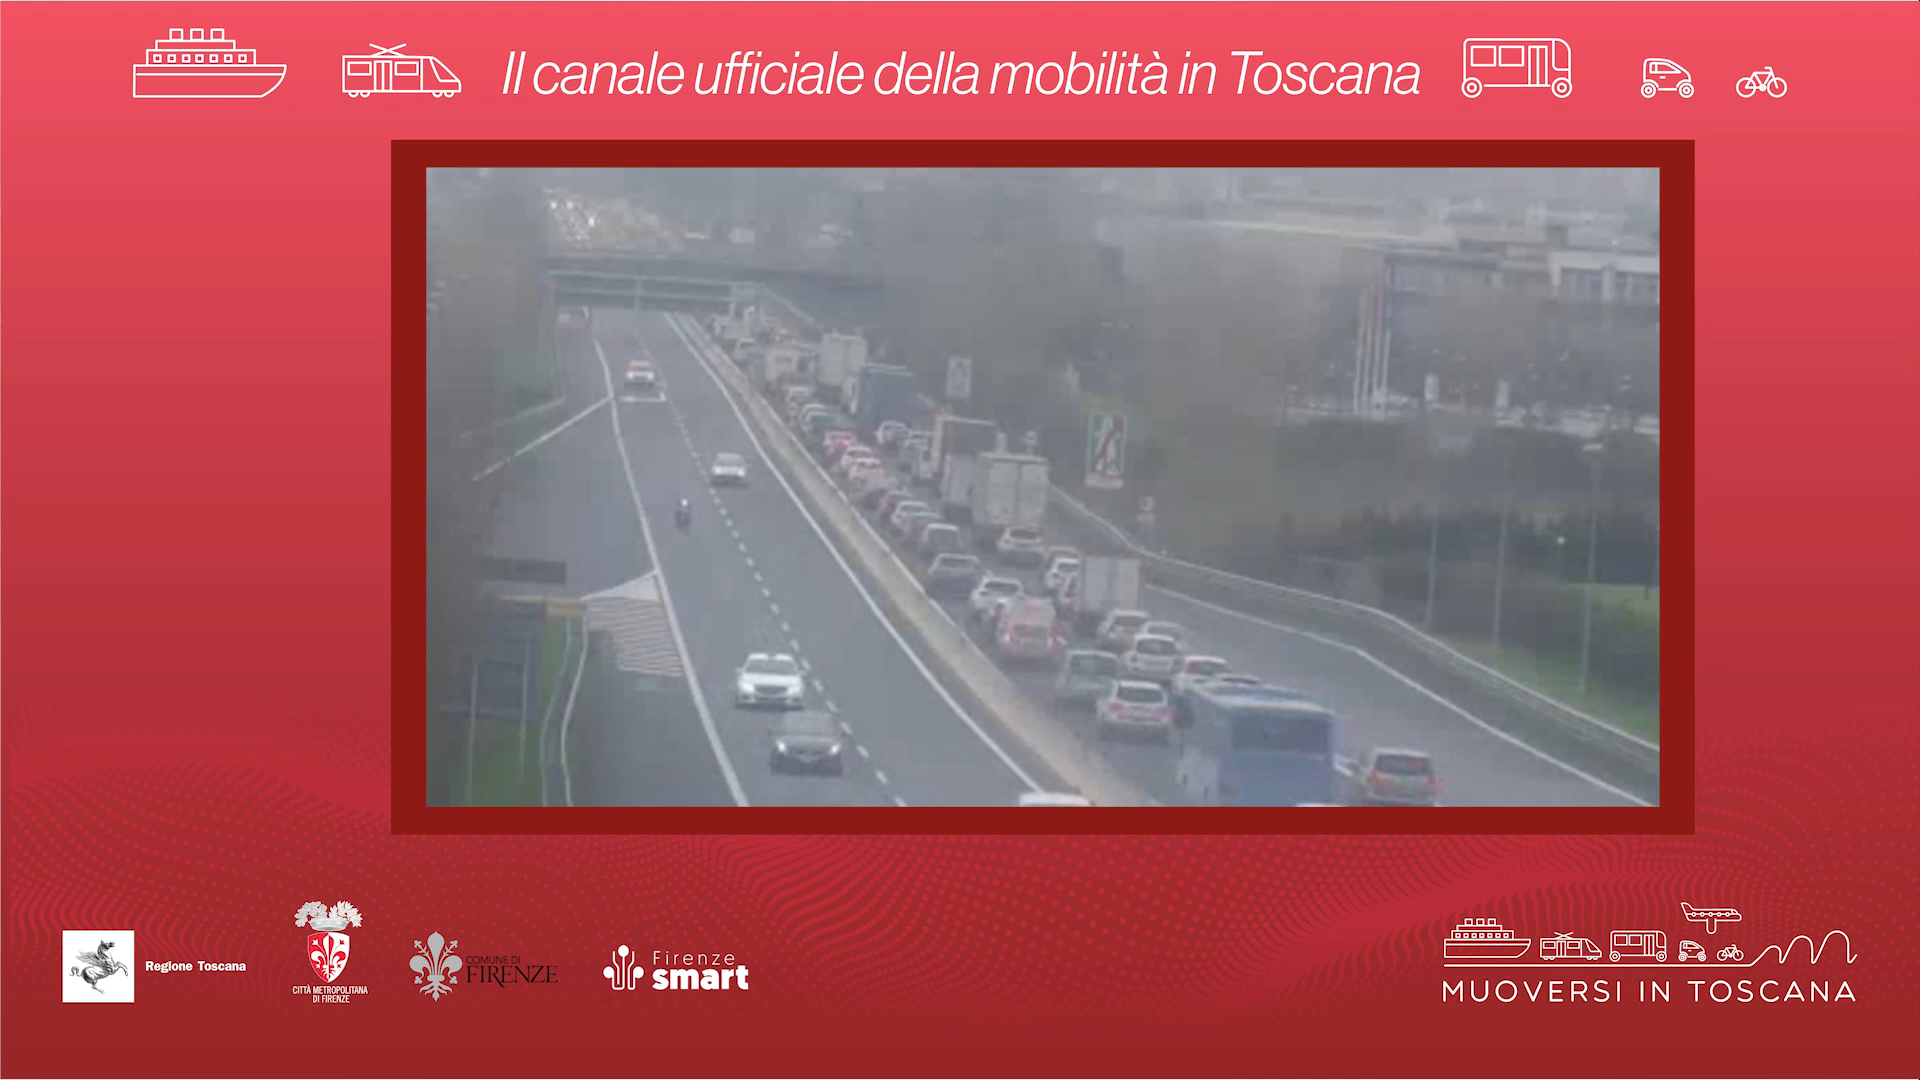 Il canale ufficiale della mobilità in Toscana
Regione Toscana
CITTÀ METROPOLITANA
DI FIRENZE
COMUNE DI
FIRENZE
Firenze
smart
MUOVERSI IN TOSCANA